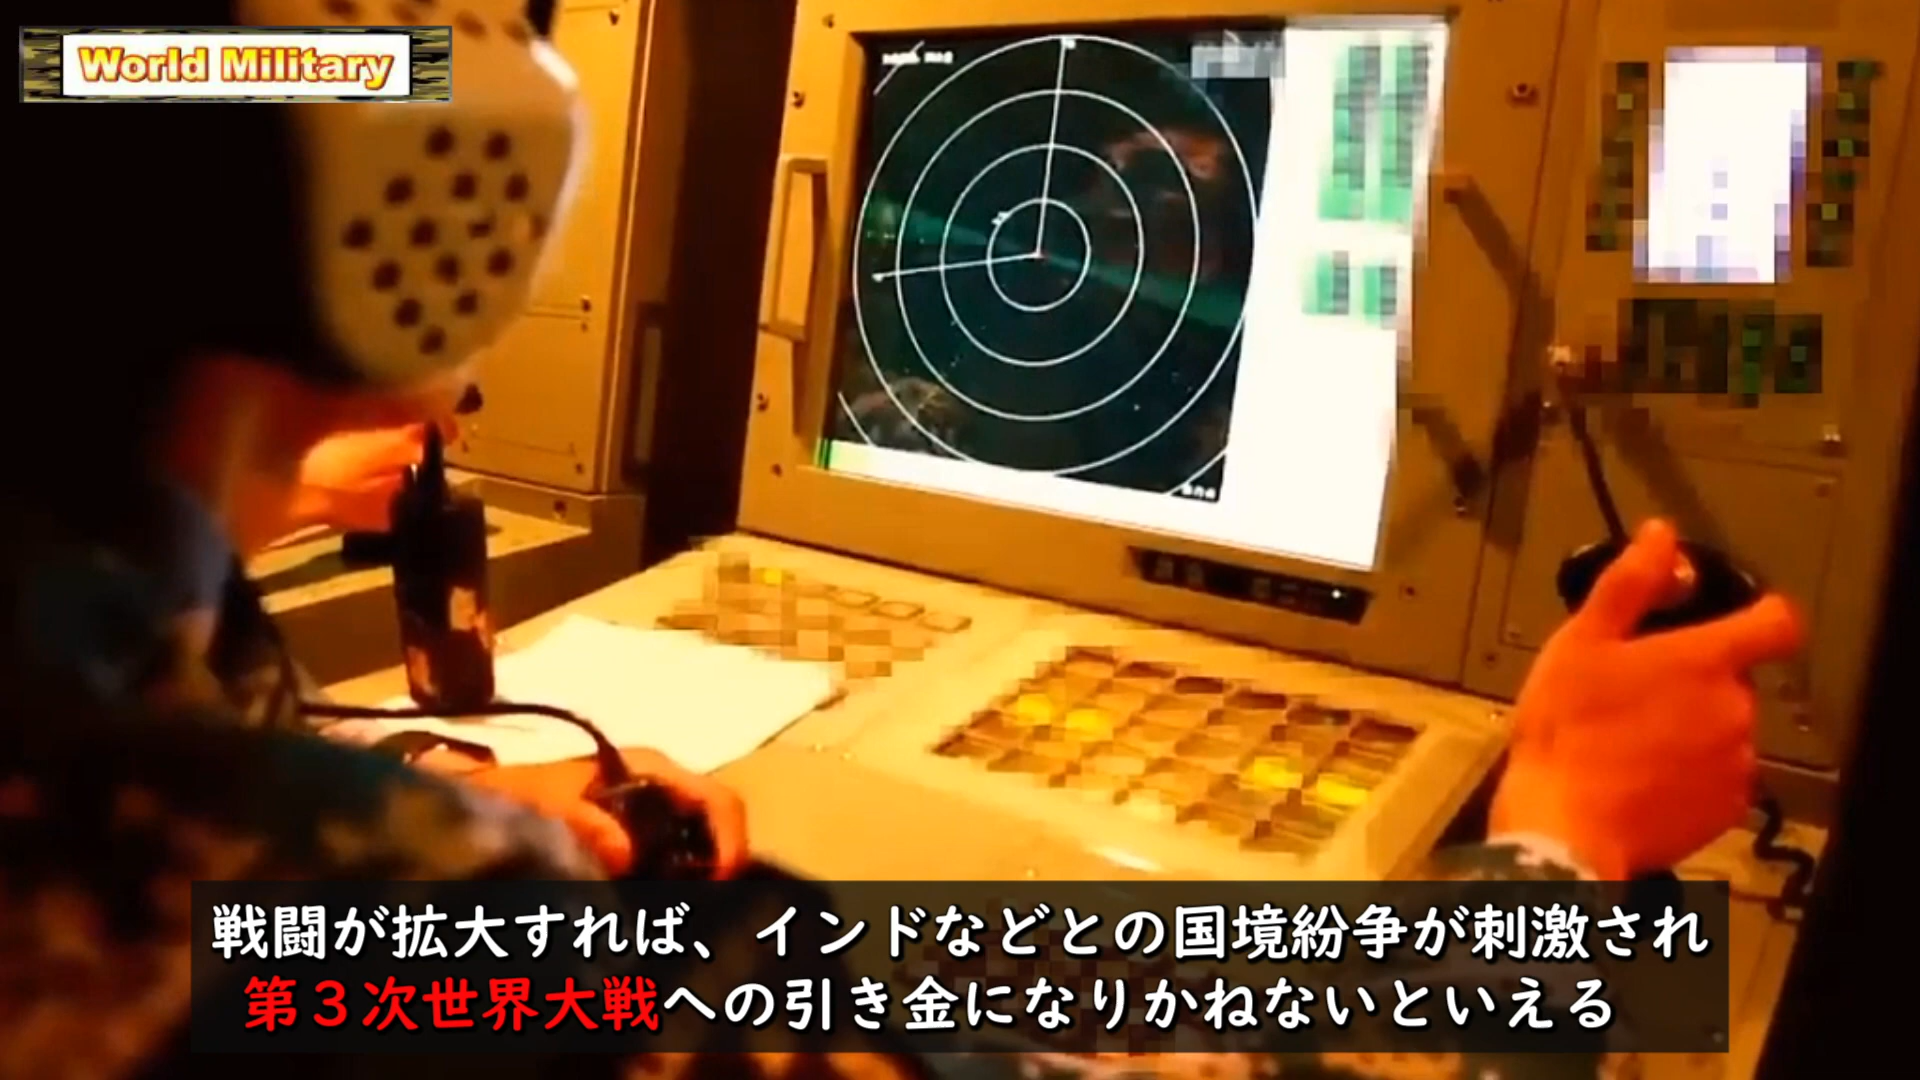 World Military
戦闘が拡大すれば、インドなどとの国境紛争が刺激され
第３次世界大戦への引き金になりかねないといえる